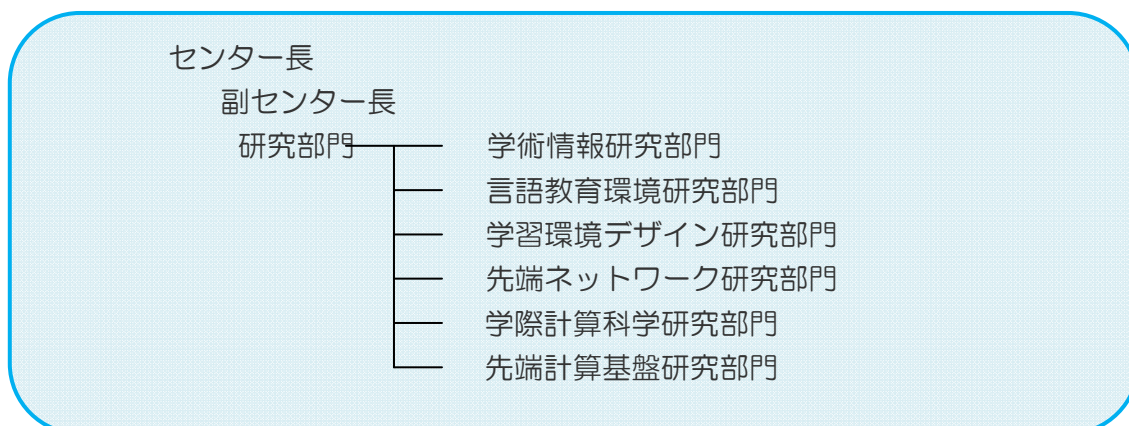 センター長
副センター長
研究部門 学術情報研究部門
言語教育環境研究部門
学習環境デザイン研究部門
先端ネットワーク研究部門
学際計算科学研究部門
先端計算基盤研究部門